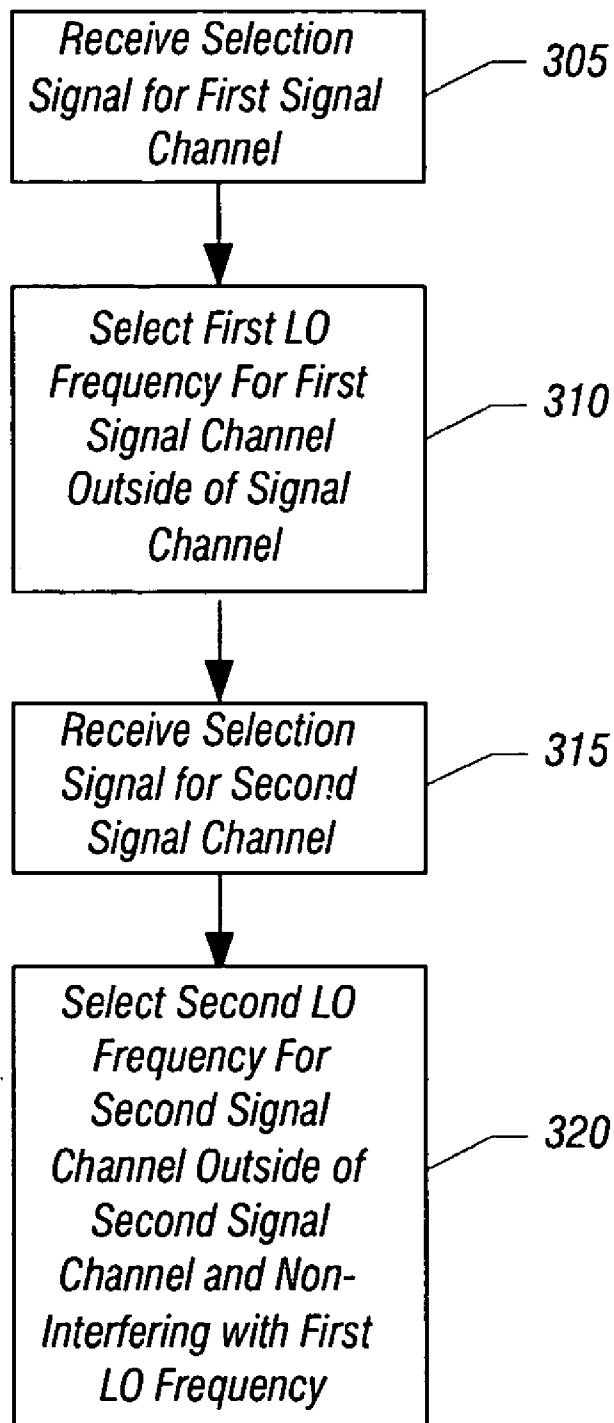 Receive Selection
Signal for First Signal
Channel
305
Select First LO
Frequency For First
Signal Channel
Outside of Signal
Channel
310
Receive Selection
Signal for Second
Signal Channel
315
Select Second LO
Frequency For
Second Signal
Channel Outside of
Second Signal
Channel and Non-
Interfering with First
LO Frequency
320